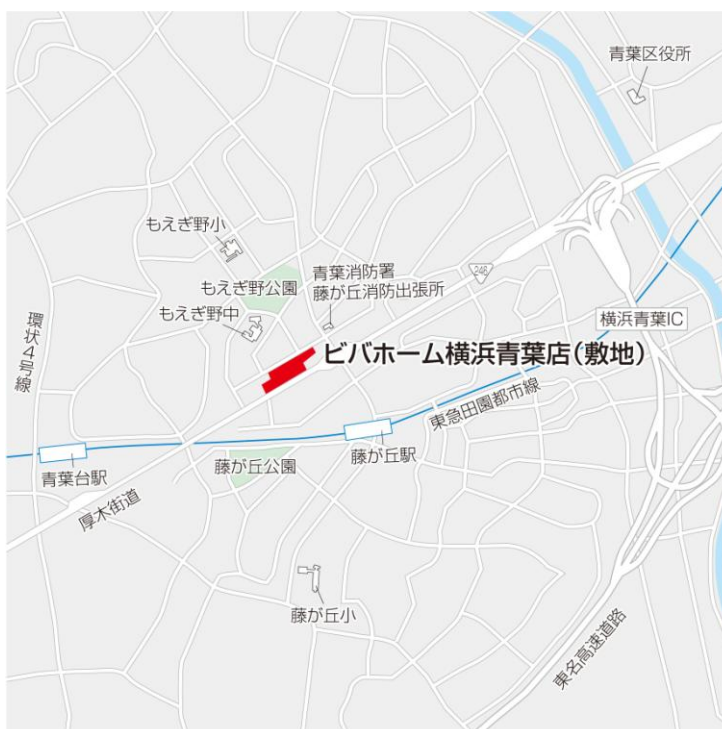 青葉区役所
もえぎ野小
青葉消防署
藤が丘消防出張所
246
もえぎ野公園
もえぎ野中
環状4号線
横浜青葉IC
ビバホーム横浜青葉店(敷地)
東急田園都市線
藤が丘公園
藤が丘駅
青葉台駅
厚木街道
藤が丘小
東名高速道路